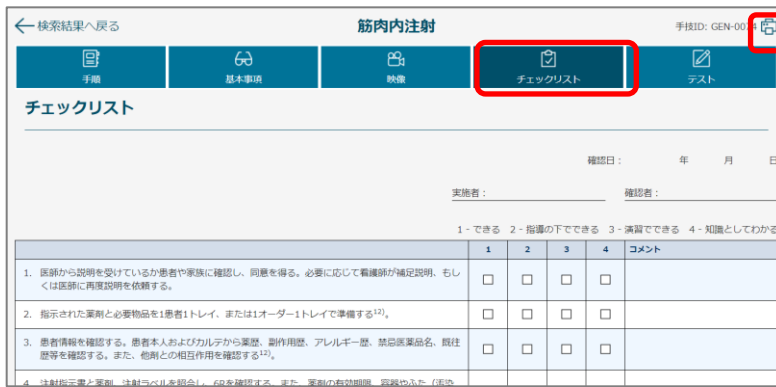 検索結果へ戻る 筋肉内注射 手技ID: GEN-0074
手順 基本事項 映像 チェックリスト テスト
チェックリスト
確認日： 年 月 日
実施者： 確認者：
1 - できる 2 - 指導の下でできる 3 - 演習でできる 4 - 知識としてわかる
1 2 3 4 コメント
1. 医師から説明を受けているか患者や家族に確認し、同意を得る。必要に応じて看護師が補足説明、もし
くは医師に再度説明を依頼する。
2. 指示された薬剤と必要物品を1患者1トレイ、または1オーダー1トレイで準備する12)。
3. 患者情報を確認する。患者本人およびカルテから薬歴、副作用歴、アレルギー歴、禁忌医薬品名、既往
歴等を確認する。また、他剤との相互作用を確認する12)。
4. 注射指示書と薬剤、注射ラベルを照合し、6Rを確認する。また、薬剤の有効期限、容器やふた（汚染